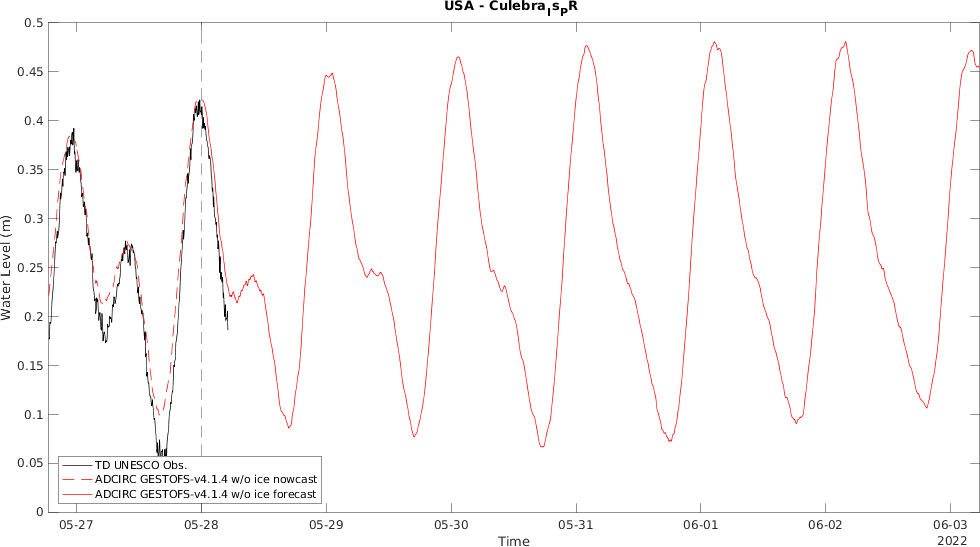 USA - Culebra_Is_PR
0.5
0.45
0.4
0.35
0.3
0.25
0.2
0.15
0.1
0.05
0
Water Level (m)
TD UNESCO Obs.
ADCIRC GESTOFS-v4.1.4 w/o ice nowcast
ADCIRC GESTOFS-v4.1.4 w/o ice forecast
05-27 05-28 05-29 05-30 05-31 06-01 06-02 06-03
Time 2022